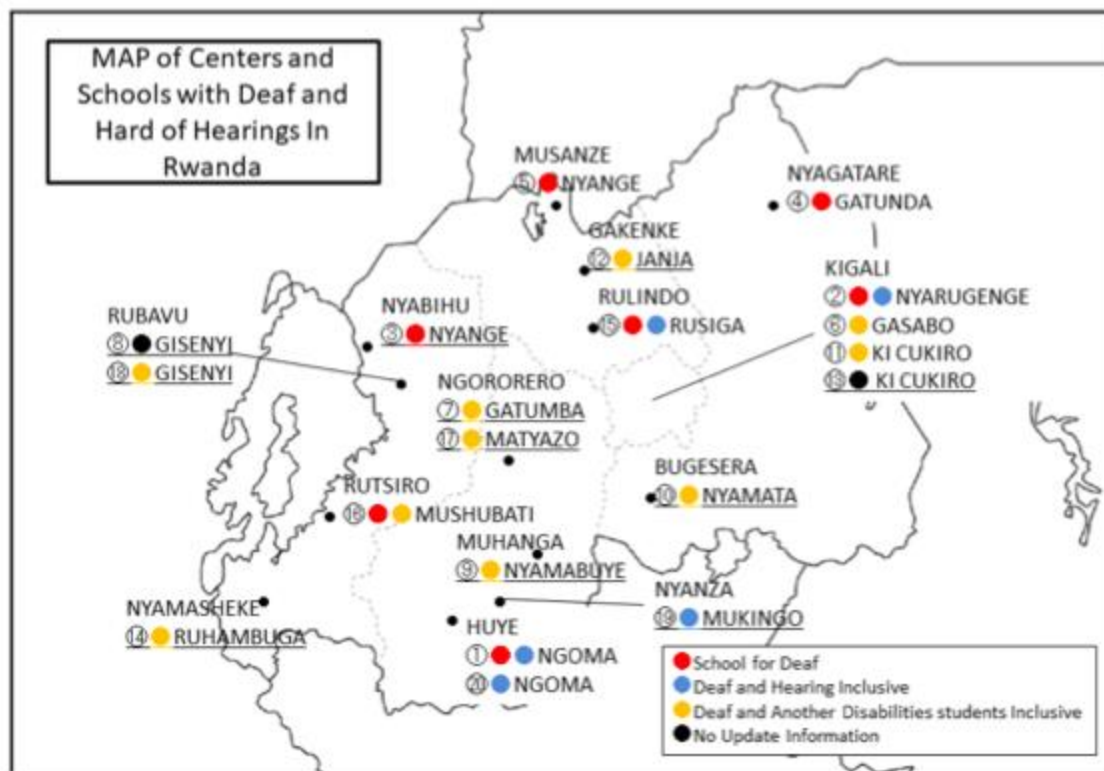 MAP of Centers and
Schools with Deaf and
Hard of Hearings In
Rwanda
MUSANZE
⑤ NYANGE
NYAGATARE
④ GATUNDA
GAKENKE
⑫ JANJA
KIGALI
② NYARUGENGE
⑥ GASABO
⑪ KI CUKIRO
⑬ KI CUKIRO
RULINDO
⑮ RUSIGA
NYABIHU
③ NYANGE
RUBAVU
⑧ GISENYI
⑱ GISENYI
NGORORERO
⑦ GATUMBA
⑰ MATYAZO
BUGESERA
⑩ NYAMATA
RUTSIRO
⑯ MUSHUBATI
MUHANGA
⑨ NYAMABUYE
NYANZA
⑲ MUKINGO
NYAMASHEKE
⑭ RUHAMBUGA
HUYE
① NGOMA
⑳ NGOMA
School for Deaf
Deaf and Hearing Inclusive
Deaf and Another Disabilities students Inclusive
No Update Information